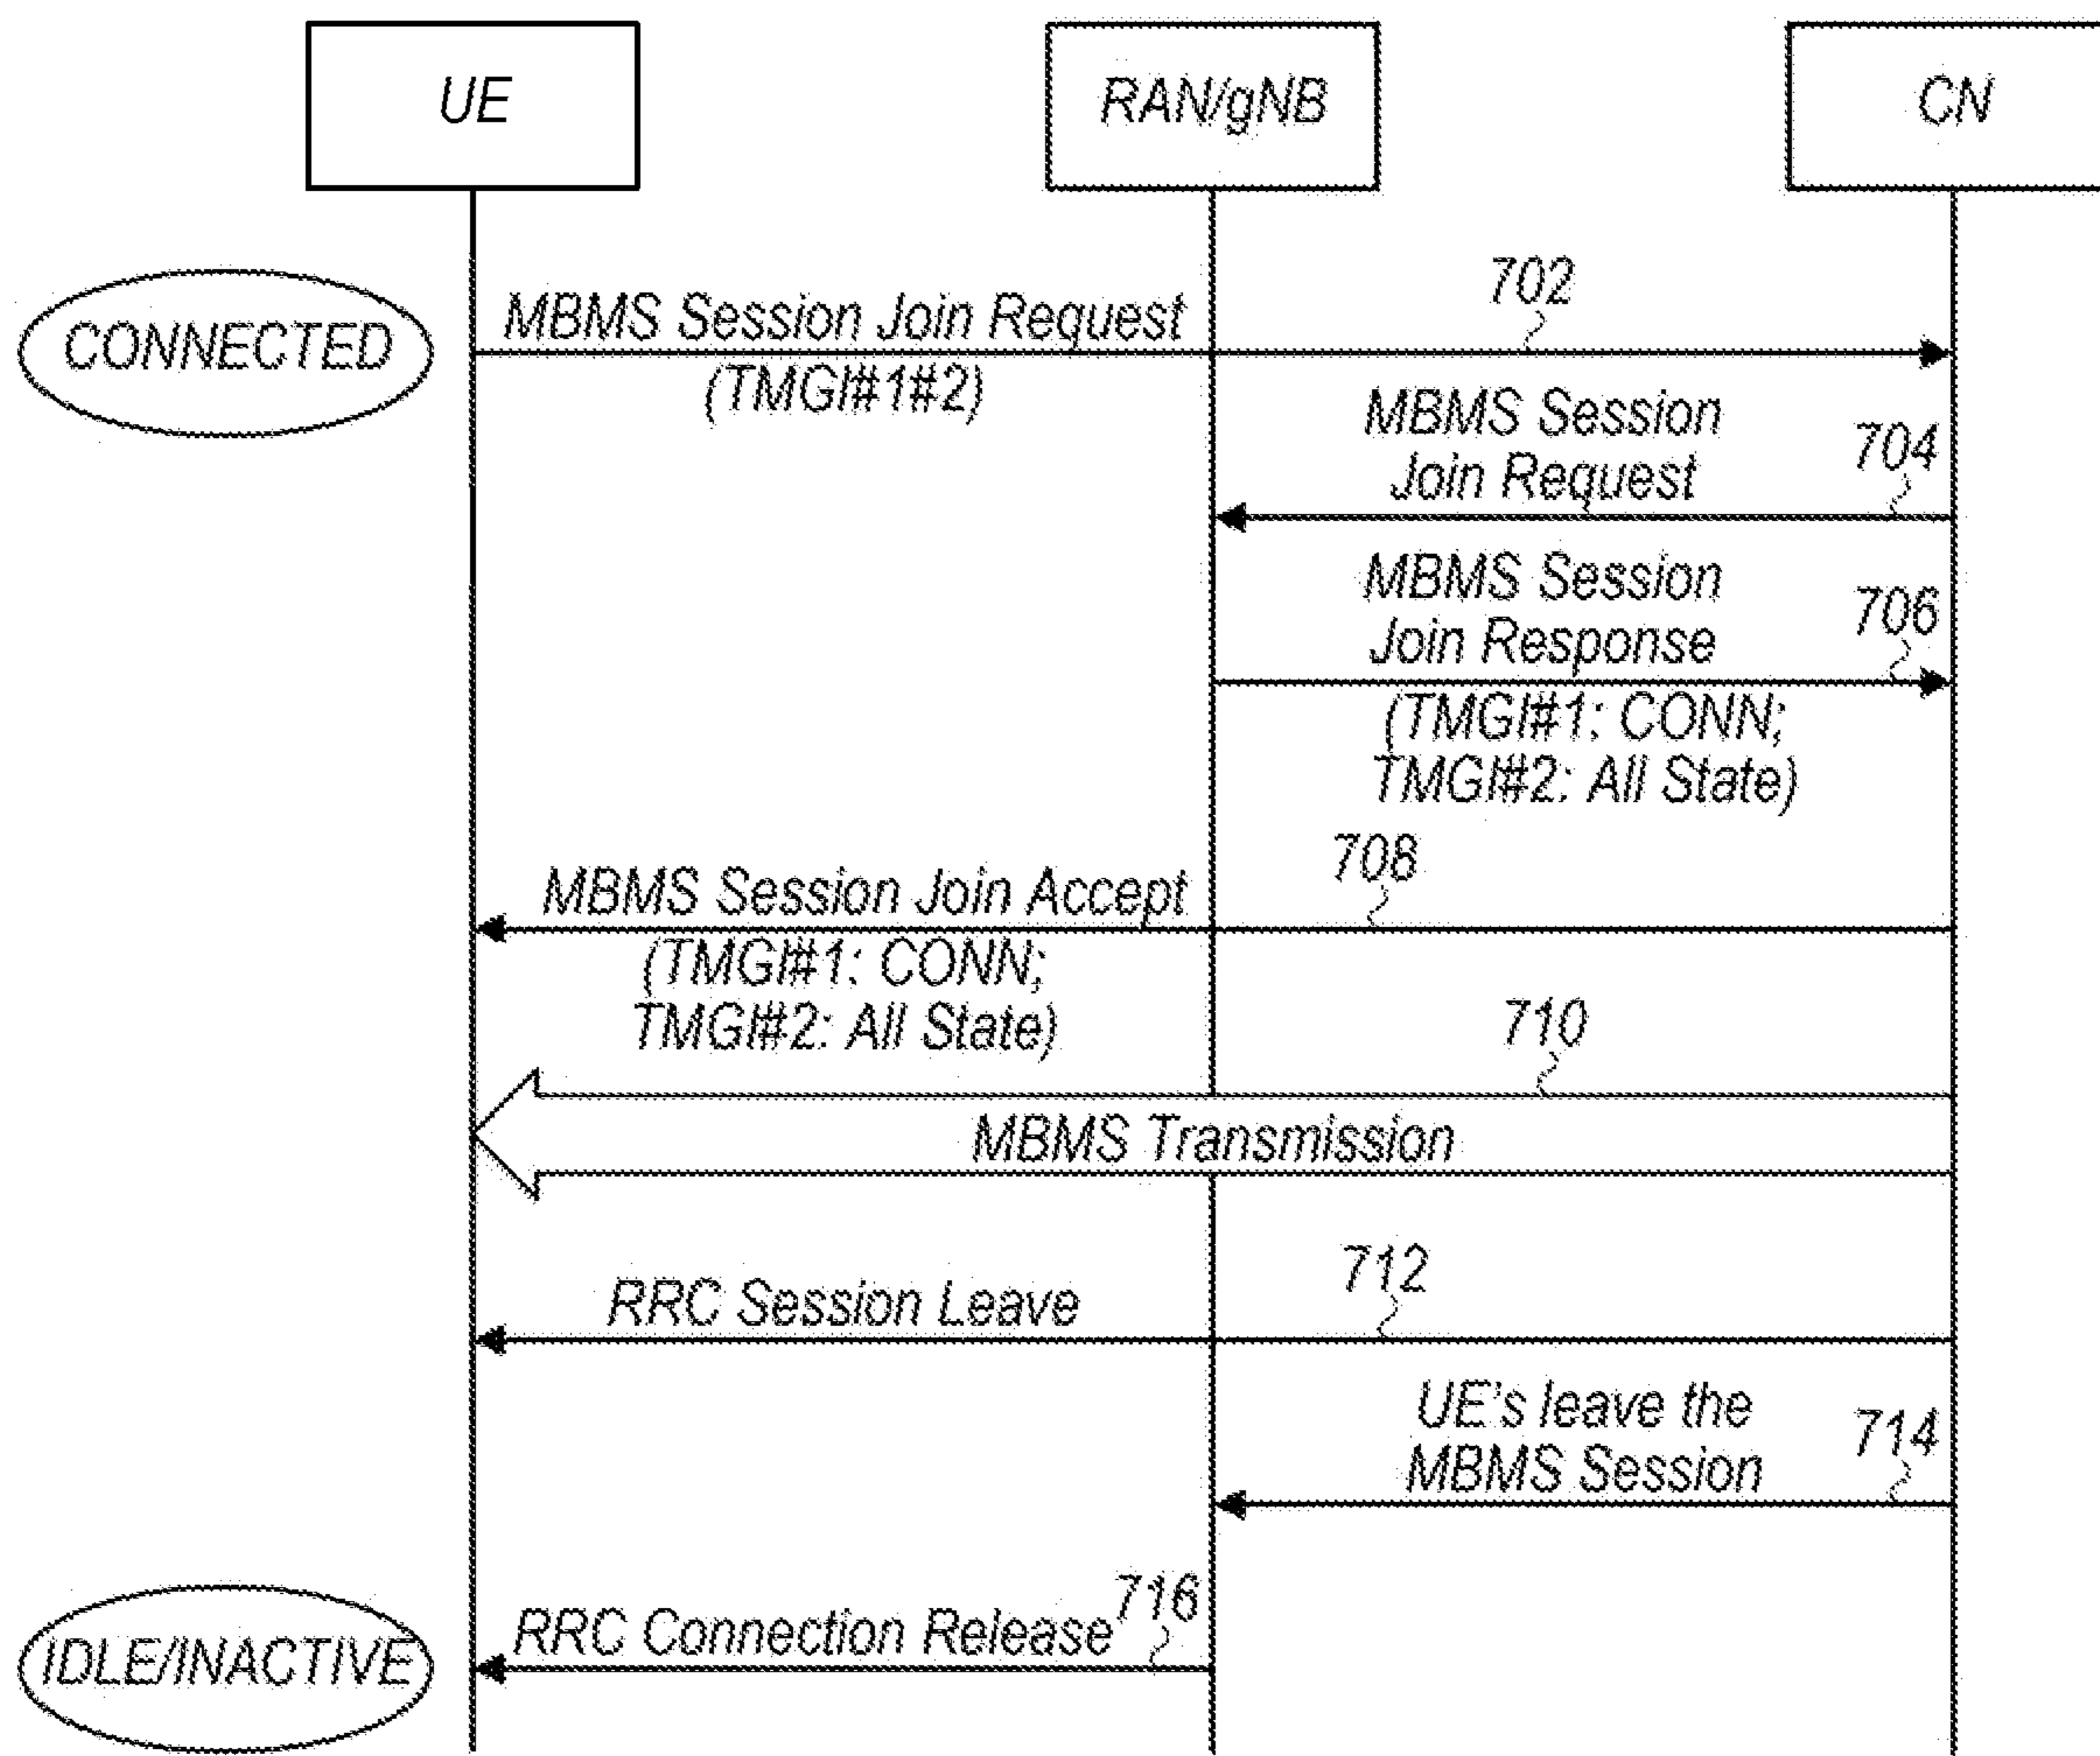 UE
RAN/gNB
CN
CONNECTED
MBMS Session Join Request
(TMGI#1#2)
702
MBMS Session
Join Request
704
MBMS Session
Join Response
706
(TMGI#1: CONN;
TMGI#2: All State)
708
MBMS Session Join Accept
(TMGI#1: CONN;
TMGI#2: All State)
710
MBMS Transmission
712
RRC Session Leave
UE's leave the
MBMS Session
714
716
RRC Connection Release
IDLE/INACTIVE